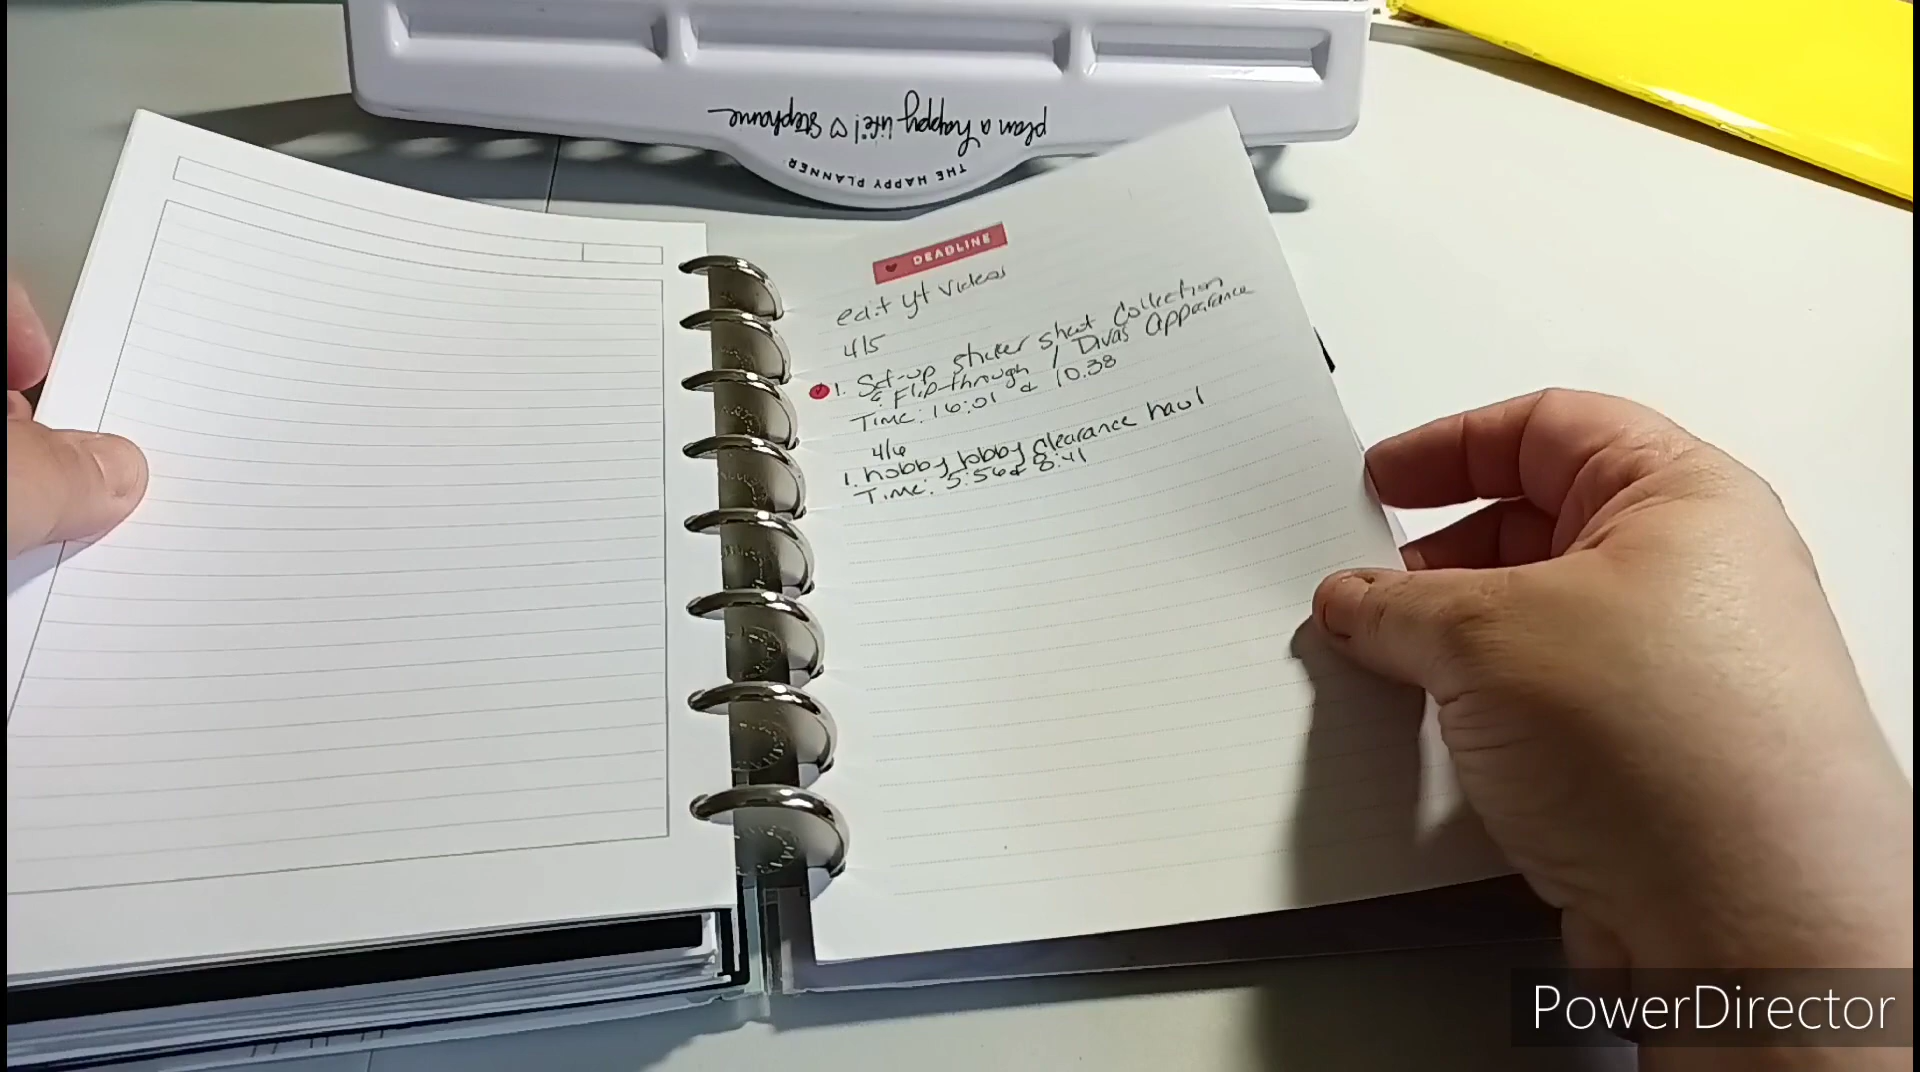 plan a happy life! ♡ stephanie
THE HAPPY PLANNER®
DEADLINE
edit yt videos
4/5
1. Set-up sticker sheet Collection
& Flip-through / Divas Appearance
Time: 16:01 & 10.38
4/6
1. hobby lobby clearance haul
Time: 5:56 & 8:41
PowerDirector